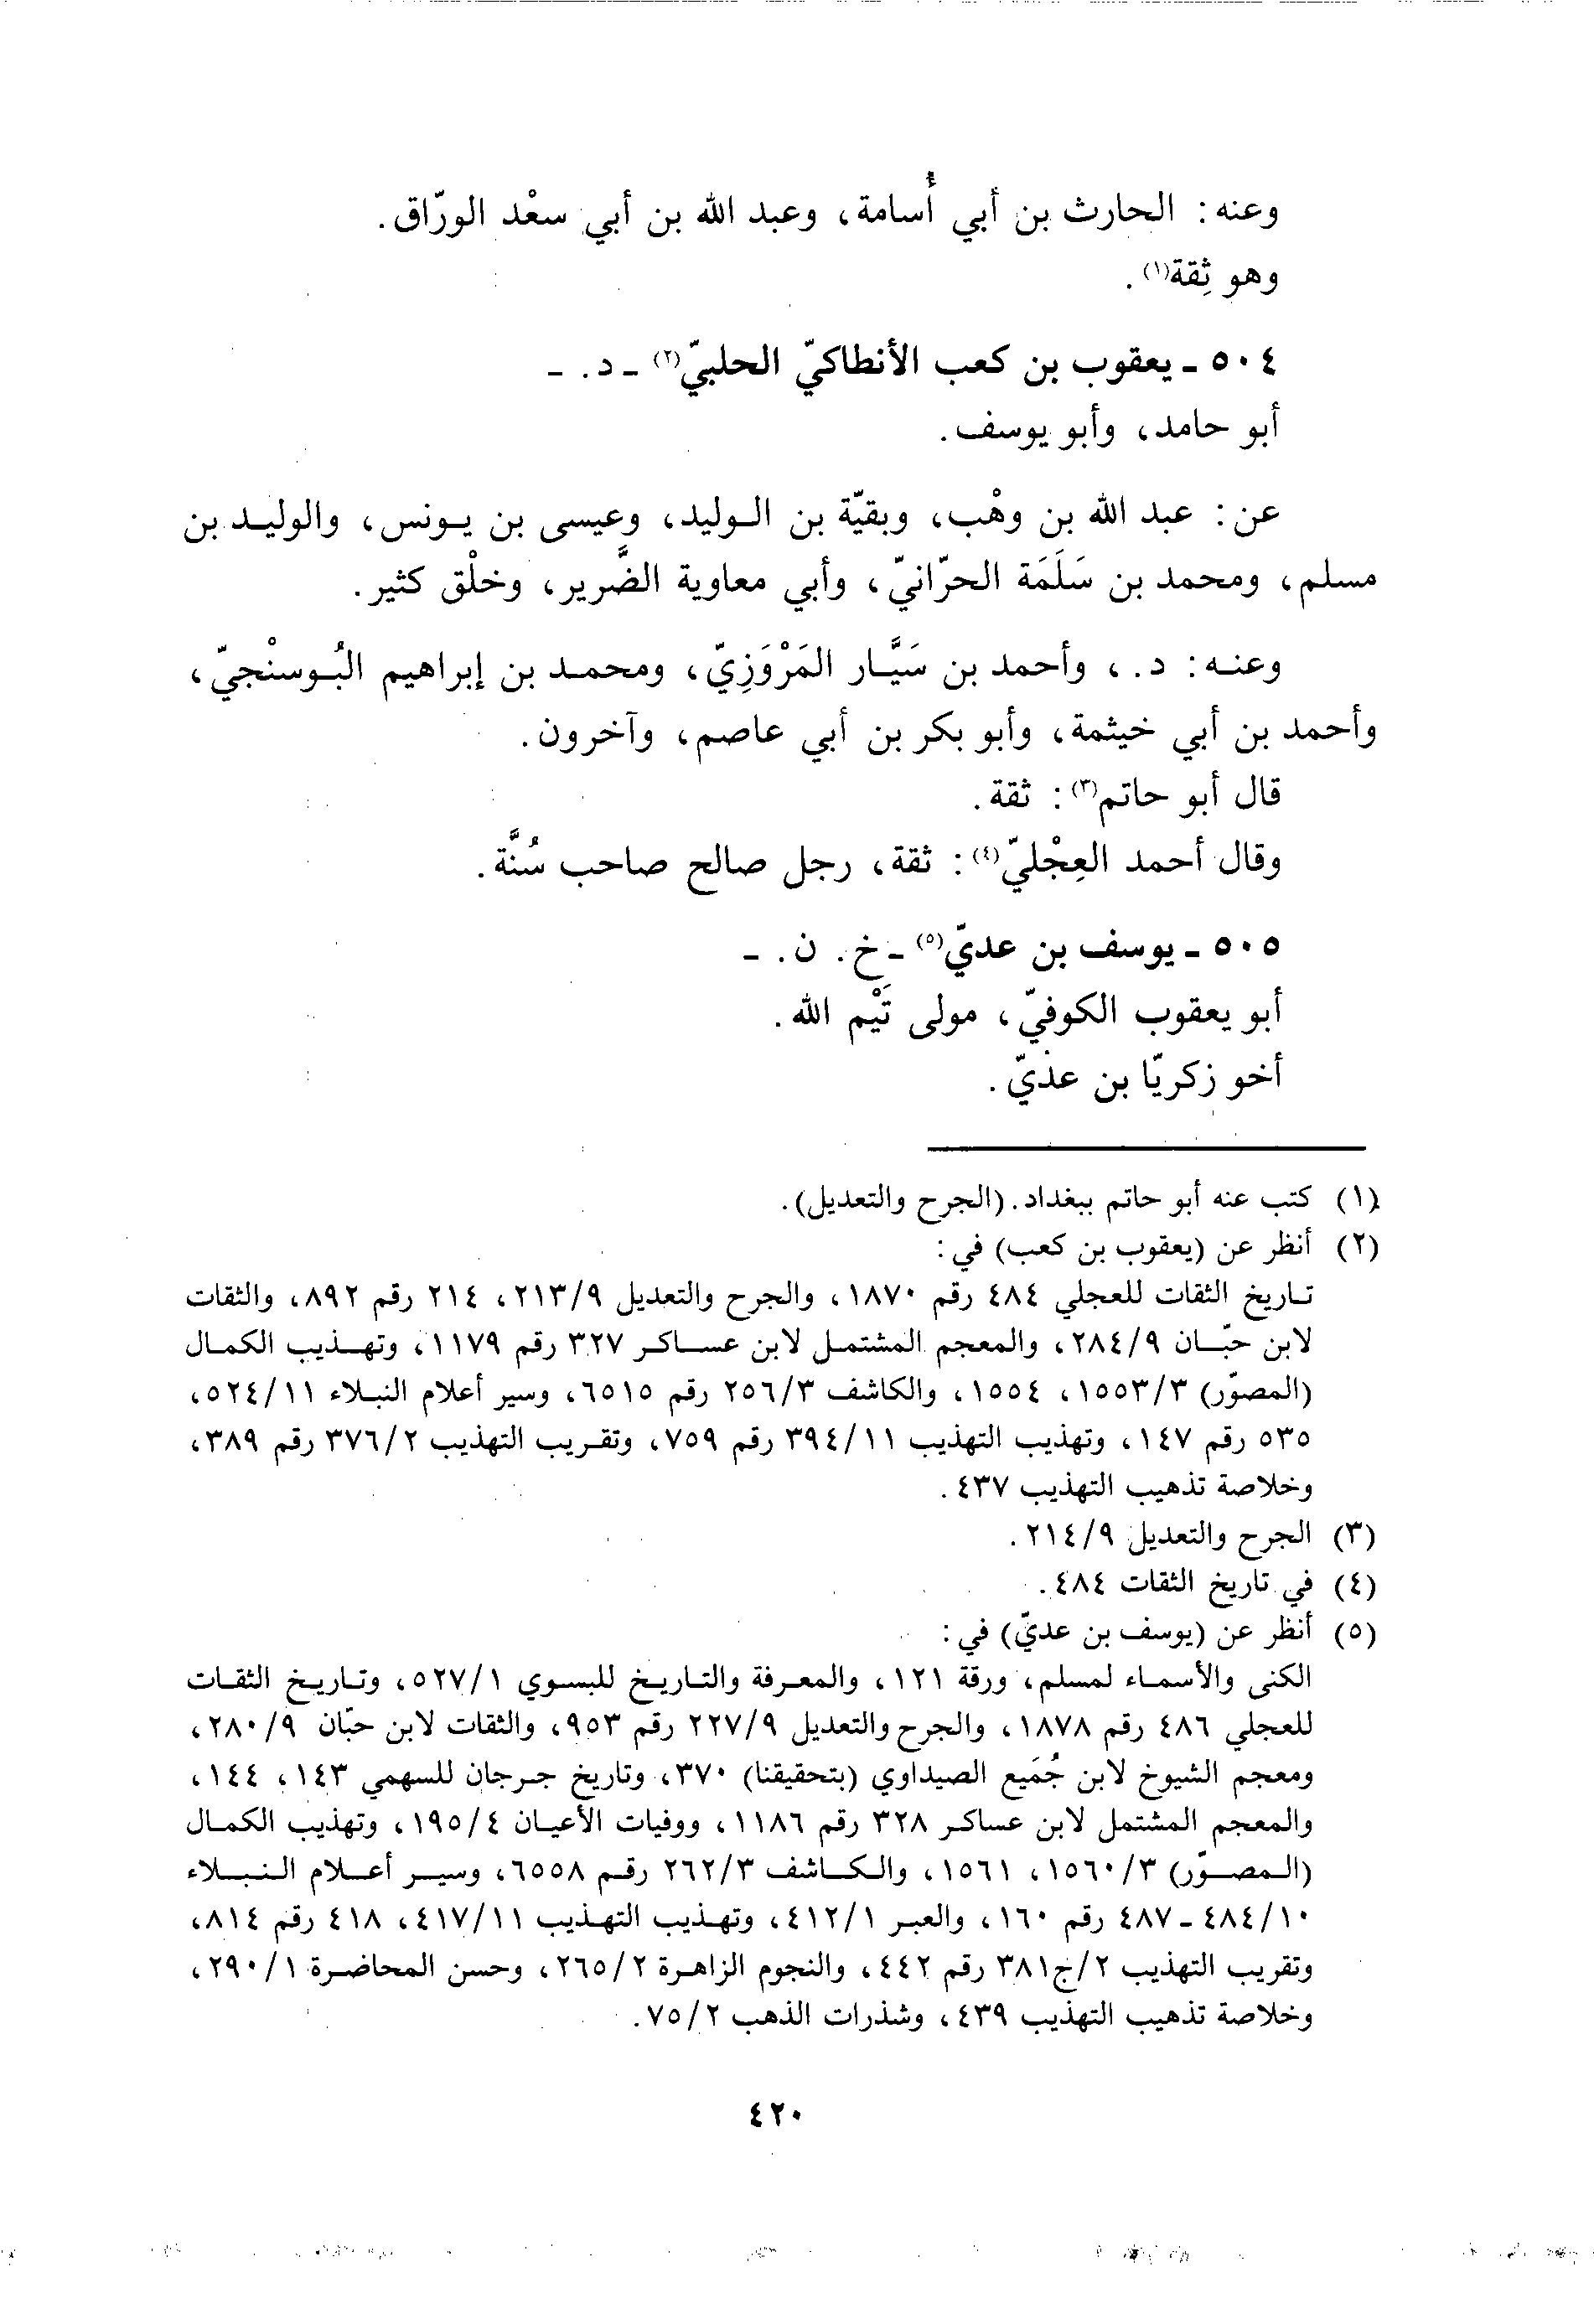 وعنه: الحارث بن أبي أُسامة، وعبد الله بن أبي سعْد الورّاق.
وهو ثِقة(١).
٥٠٤ - يعقوب بن كعب الأنطاكيّ الحلبيّ(٢) - د. -
أبو حامد، وأبو يوسف.
عن: عبد الله بن وهْب، وبقيّة بن الوليد، وعيسى بن يونس، والوليد بن
مسلم، ومحمد بن سَلَمَة الحرّانيّ، وأبي معاوية الضَّرير، وخلْق كثير.
وعنه: د.، وأحمد بن سَيَّار المَرْوَزِيّ، ومحمد بن إبراهيم البُوسنْجيّ،
وأحمد بن أبي خيثمة، وأبو بكر بن أبي عاصم، وآخرون.
قال أبو حاتم(٣): ثقة.
وقال أحمد العِجْليّ(٤): ثقة، رجل صالح صاحب سُنَّة.
٥٠٥ - يوسف بن عديّ(٥) - خ. ن. -
أبو يعقوب الكوفيّ، مولى تَيْم الله.
أخو زكريّا بن عديّ.
(١) كتب عنه أبو حاتم ببغداد. (الجرح والتعديل).
(٢) أنظر عن (يعقوب بن كعب) في:
تاريخ الثقات للعجلي ٤٨٤ رقم ١٨٧٠، والجرح والتعديل ٢١٣/٩، ٢١٤ رقم ٨٩٢، والثقات
لابن حبّان ٢٨٤/٩، والمعجم المشتمل لابن عساكر ٣٢٧ رقم ١١٧٩، وتهذيب الكمال
(المصوّر) ١٥٥٣/٣، ١٥٥٤، والكاشف ٢٥٦/٣ رقم ٦٥١٥، وسير أعلام النبلاء ٥٢٤/١١،
٥٣٥ رقم ١٤٧، وتهذيب التهذيب ٣٩٤/١١ رقم ٧٥٩، وتقريب التهذيب ٣٧٦/٢ رقم ٣٨٩،
وخلاصة تذهيب التهذيب ٤٣٧.
(٣) الجرح والتعديل ٢١٤/٩.
(٤) في تاريخ الثقات ٤٨٤.
(٥) أنظر عن (يوسف بن عديّ) في:
الكنى والأسماء لمسلم، ورقة ١٢١، والمعرفة والتاريخ للبسوي ٥٢٧/١، وتاريخ الثقات
للعجلي ٤٨٦ رقم ١٨٧٨، والجرح والتعديل ٢٢٧/٩ رقم ٩٥٣، والثقات لابن حبّان ٢٨٠/٩،
ومعجم الشيوخ لابن جُمَيع الصيداوي (بتحقيقنا) ٣٧٠، وتاريخ جرجان للسهمي ١٤٣، ١٤٤،
والمعجم المشتمل لابن عساكر ٣٢٨ رقم ١١٨٦، ووفيات الأعيان ١٩٥/٤، وتهذيب الكمال
(المصوّر) ١٥٦٠/٣، ١٥٦١، والكاشف ٢٦٢/٣ رقم ٦٥٥٨، وسير أعلام النبلاء
٤٨٤/١٠ - ٤٨٧ رقم ١٦٠، والعبر ٤١٢/١، وتهذيب التهذيب ٤١٧/١١، ٤١٨ رقم ٨١٤،
وتقريب التهذيب ٢/ج٣٨١ رقم ٤٤٢، والنجوم الزاهرة ٢٦٥/٢، وحسن المحاضرة ٢٩٠/١،
وخلاصة تذهيب التهذيب ٤٣٩، وشذرات الذهب ٧٥/٢.
٤٢٠